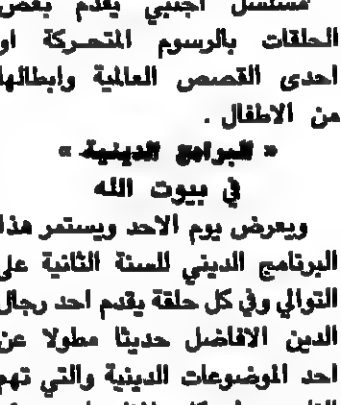 مسلسل اجنبي يقدم بعض
الحلقات بالرسوم المتحركة او
احدى القصص العالمية وابطالها
من الاطفال .
« البرامج الدينية »
في بيوت الله
ويعرض يوم الاحد ويستمر هذا
البرنامج الديني للسنة الثانية على
التوالي وفي كل حلقة يقدم احد رجال
الدين الافاضل حديثا مطولا عن
احد الموضوعات الدينية والتي تهم